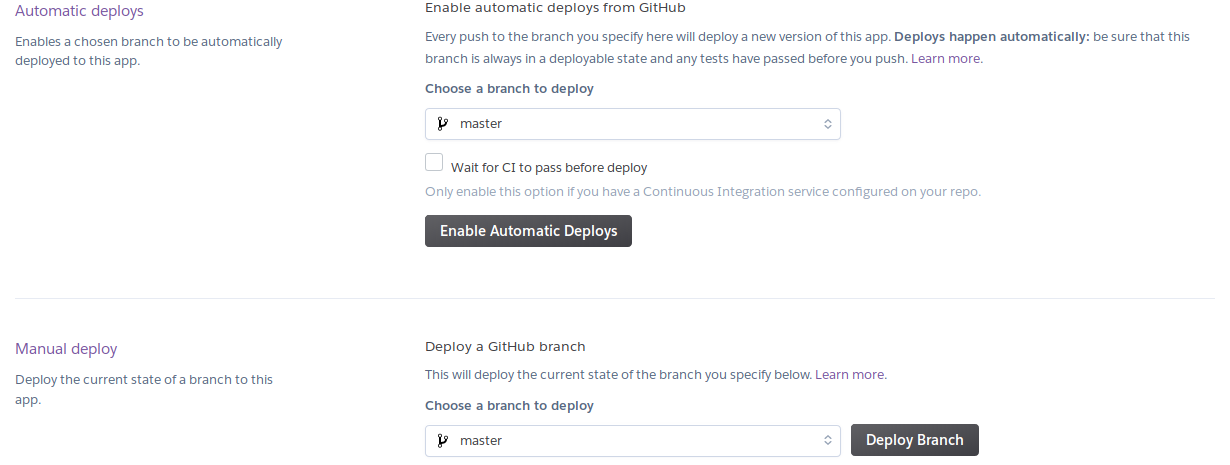 Automatic deploys
Enables a chosen branch to be automatically
deployed to this app.
Enable automatic deploys from GitHub
Every push to the branch you specify here will deploy a new version of this app. Deploys happen automatically: be sure that this
branch is always in a deployable state and any tests have passed before you push. Learn more.
Choose a branch to deploy
master
Wait for CI to pass before deploy
Only enable this option if you have a Continuous Integration service configured on your repo.
Enable Automatic Deploys
Manual deploy
Deploy the current state of a branch to this
app.
Deploy a GitHub branch
This will deploy the current state of the branch you specify below. Learn more.
Choose a branch to deploy
master
Deploy Branch